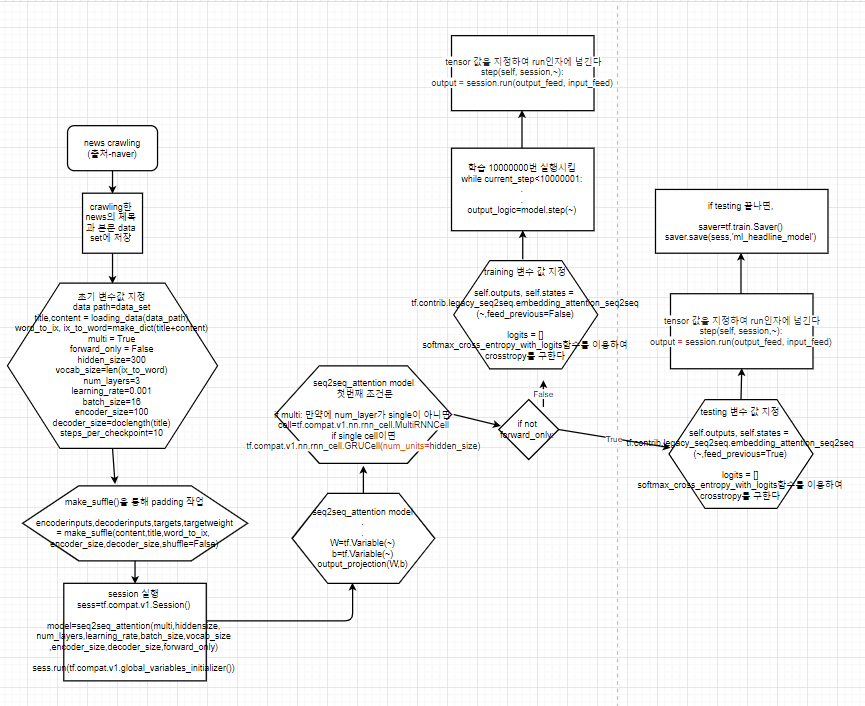 news crawling
(출저-naver)
crawling한
news의 제목
과 본문 data
set에 저장
초기 변수값 지정
data path=data_set
title,content = loading_data(data_path)
word_to_ix, ix_to_word=make_dict(title+content)
multi = True
forward_only = False
hidden_size=300
vocab_size=len(ix_to_word)
num_layers=3
learning_rate=0.001
batch_size=16
encoder_size=100
decoder_size=doclength(title)
steps_per_checkpoint=10
make_suffle()을 통해 padding 작업
encoderinputs,decoderinputs,targets,targetweight
= make_suffle(content,title,word_to_ix,
encoder_size,decoder_size,shuffle=False)
session 실행
sess=tf.compat.v1.Session()
model=seq2seq_attention(multi,hiddensize,
num_layers,learning_rate,batch_size,vocab_size
,encoder_size,decoder_size,forward_only)
sess.run(tf.compat.v1.global_variables_initializer())
seq2seq_attention model
.
.
W=tf.Variable(~)
b=tf.Variable(~)
output_projection(W,b)
seq2seq_attention model
첫번째 조건문
if multi: 만약에 num_layer가 single이 아니면
cell=tf.compat.v1.nn.rnn_cell.MultiRNNCell
if single cell이면
tf.compat.v1.nn.rnn_cell.GRUCell(num_units=hidden_size)
if not
forward_only:
False
True
training 변수 값 지정
self.outputs, self.states =
tf.contrib.legacy_seq2seq.embedding_attention_seq2seq
(~,feed_previous=False)
logits = []
softmax_cross_entropy_with_logits함수를 이용하여
crosstropy를 구한다
학습 10000000번 실행시킴
while current_step<10000001:
.
.
output_logic=model.step(~)
tensor 값을 지정하여 run인자에 넘긴다
step(self, session,~):
output = session.run(output_feed, input_feed)
testing 변수 값 지정
self.outputs, self.states =
tf.contrib.legacy_seq2seq.embedding_attention_seq2seq
(~,feed_previous=True)
logits = []
softmax_cross_entropy_with_logits함수를 이용하여
crosstropy를 구한다
tensor 값을 지정하여 run인자에 넘긴다
step(self, session,~):
output = session.run(output_feed, input_feed)
if testing 끝나면,
saver=tf.train.Saver()
saver.save(sess,'ml_headline_model')